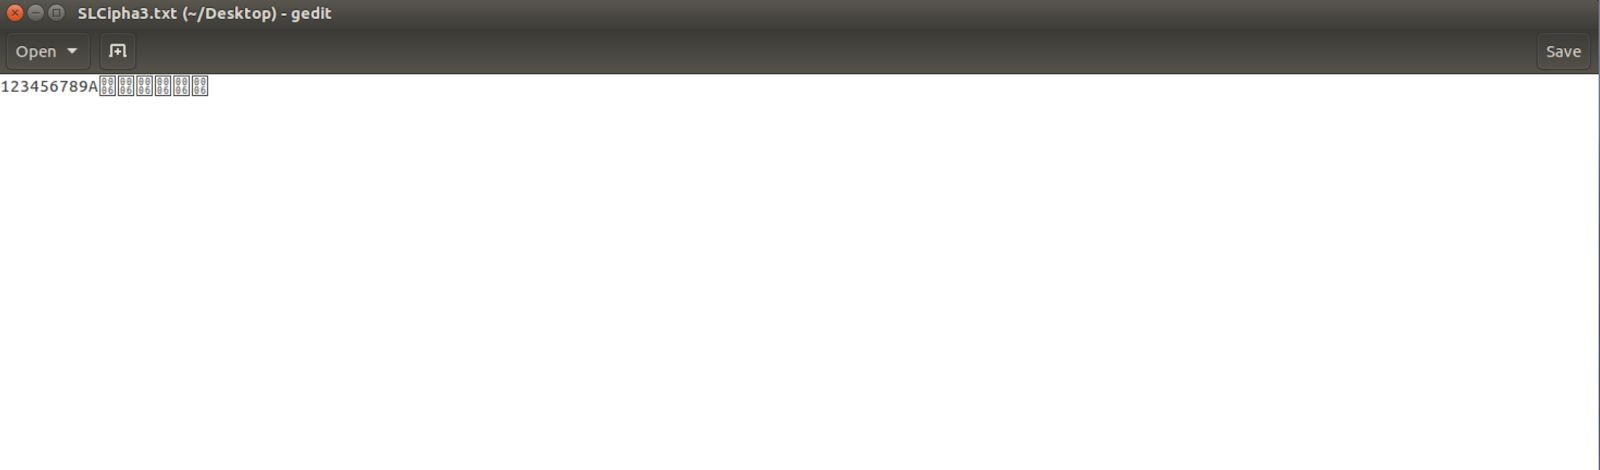 SLCipha3.txt (~/Desktop) - gedit
Open Save
123456789A␆␆␆␆␆␆